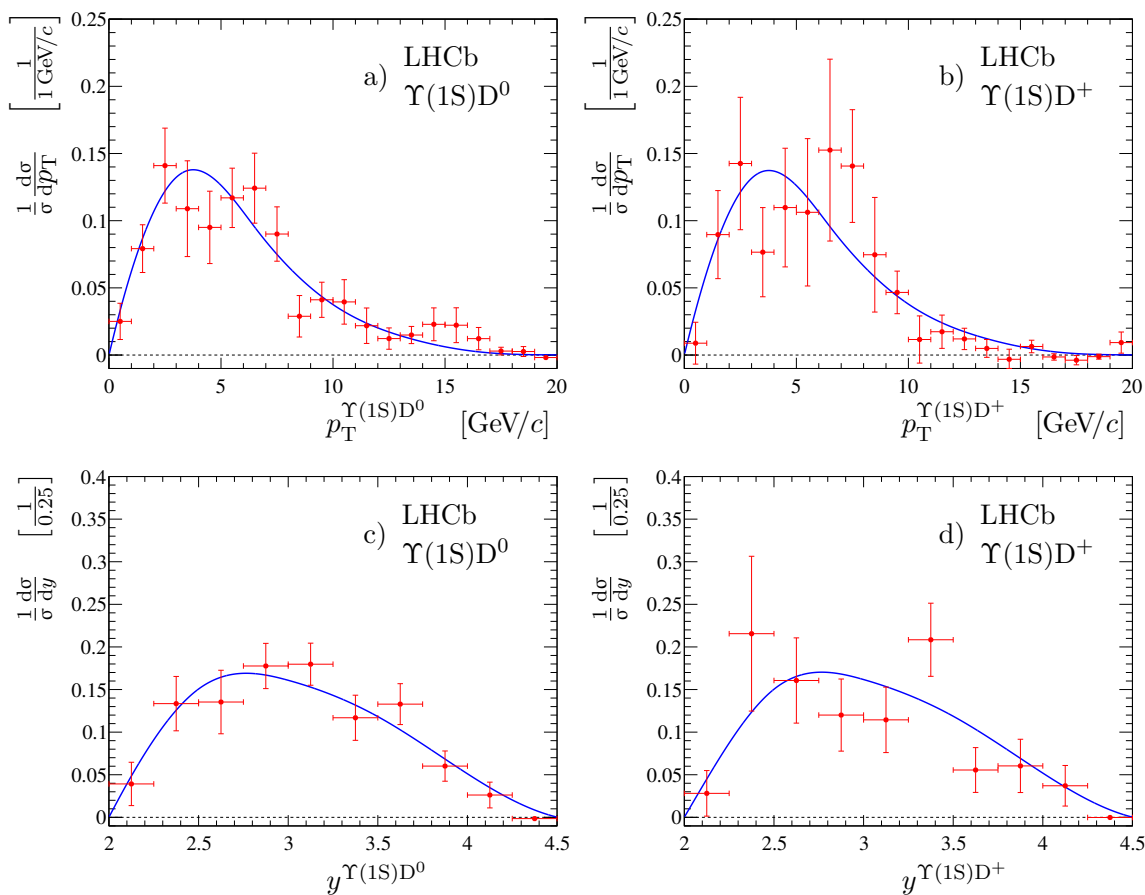 [1/(1 GeV/c)]
1/σ dσ/dp_T
0.25
0.2
0.15
0.1
0.05
0
0 5 10 15 20
a) LHCb
ϒ(1S)D⁰
p_T^ϒ(1S)D⁰ [GeV/c]
[1/(1 GeV/c)]
1/σ dσ/dp_T
0.25
0.2
0.15
0.1
0.05
0
0 5 10 15 20
b) LHCb
ϒ(1S)D⁺
p_T^ϒ(1S)D⁺ [GeV/c]
[1/0.25]
1/σ dσ/dy
0.4
0.35
0.3
0.25
0.2
0.15
0.1
0.05
0
2 2.5 3 3.5 4 4.5
c) LHCb
ϒ(1S)D⁰
y^ϒ(1S)D⁰
[1/0.25]
1/σ dσ/dy
0.4
0.35
0.3
0.25
0.2
0.15
0.1
0.05
0
2 2.5 3 3.5 4 4.5
d) LHCb
ϒ(1S)D⁺
y^ϒ(1S)D⁺